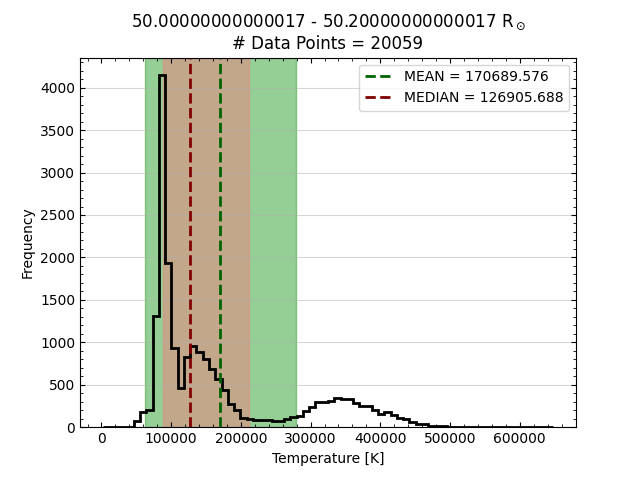 50.00000000000017 - 50.20000000000017 R⊙
# Data Points = 20059
MEAN = 170689.576
MEDIAN = 126905.688
Frequency
4000
3500
3000
2500
2000
1500
1000
500
0
0 100000 200000 300000 400000 500000 600000
Temperature [K]